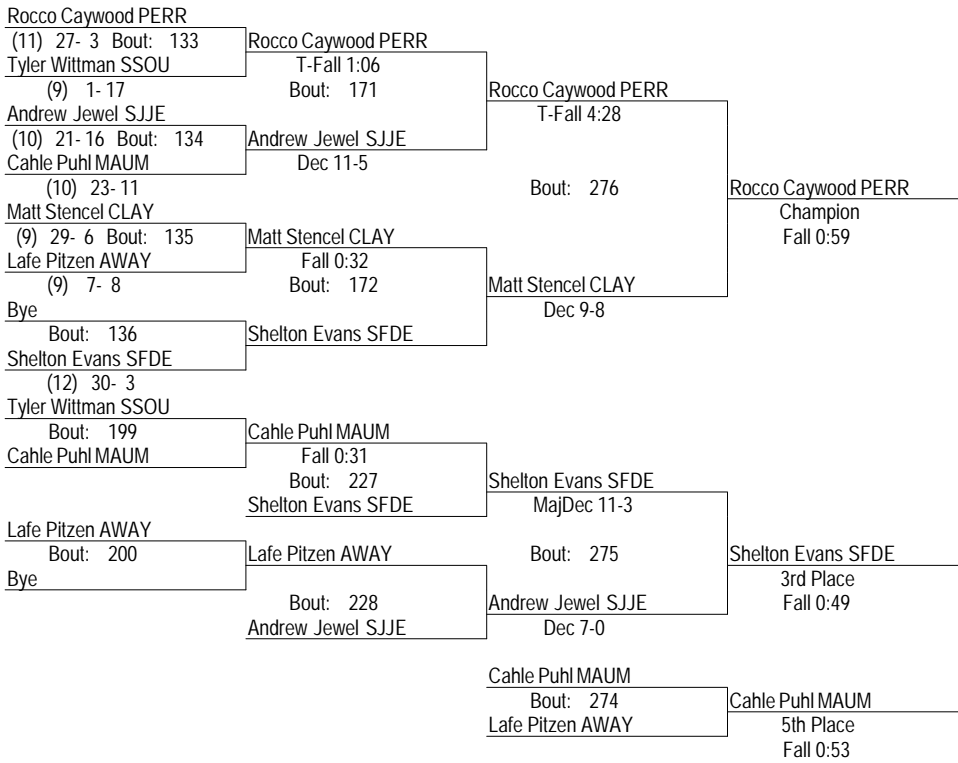 Rocco Caywood PERR
(11) 27- 3 Bout: 133
Rocco Caywood PERR
Tyler Wittman SSOU
T-Fall 1:06
(9) 1- 17
Bout: 171
Rocco Caywood PERR
Andrew Jewel SJJE
T-Fall 4:28
(10) 21- 16 Bout: 134
Andrew Jewel SJJE
Cahle Puhl MAUM
Dec 11-5
(10) 23- 11
Bout: 276
Rocco Caywood PERR
Matt Stencel CLAY
Champion
(9) 29- 6 Bout: 135
Matt Stencel CLAY
Fall 0:59
Lafe Pitzen AWAY
Fall 0:32
(9) 7- 8
Bout: 172
Matt Stencel CLAY
Bye
Dec 9-8
Bout: 136
Shelton Evans SFDE
Shelton Evans SFDE
(12) 30- 3
Tyler Wittman SSOU
Bout: 199
Cahle Puhl MAUM
Cahle Puhl MAUM
Fall 0:31
Bout: 227
Shelton Evans SFDE
Shelton Evans SFDE
MajDec 11-3
Lafe Pitzen AWAY
Bout: 200
Lafe Pitzen AWAY
Bout: 275
Shelton Evans SFDE
Bye
3rd Place
Bout: 228
Andrew Jewel SJJE
Fall 0:49
Andrew Jewel SJJE
Dec 7-0
Cahle Puhl MAUM
Bout: 274
Cahle Puhl MAUM
Lafe Pitzen AWAY
5th Place
Fall 0:53